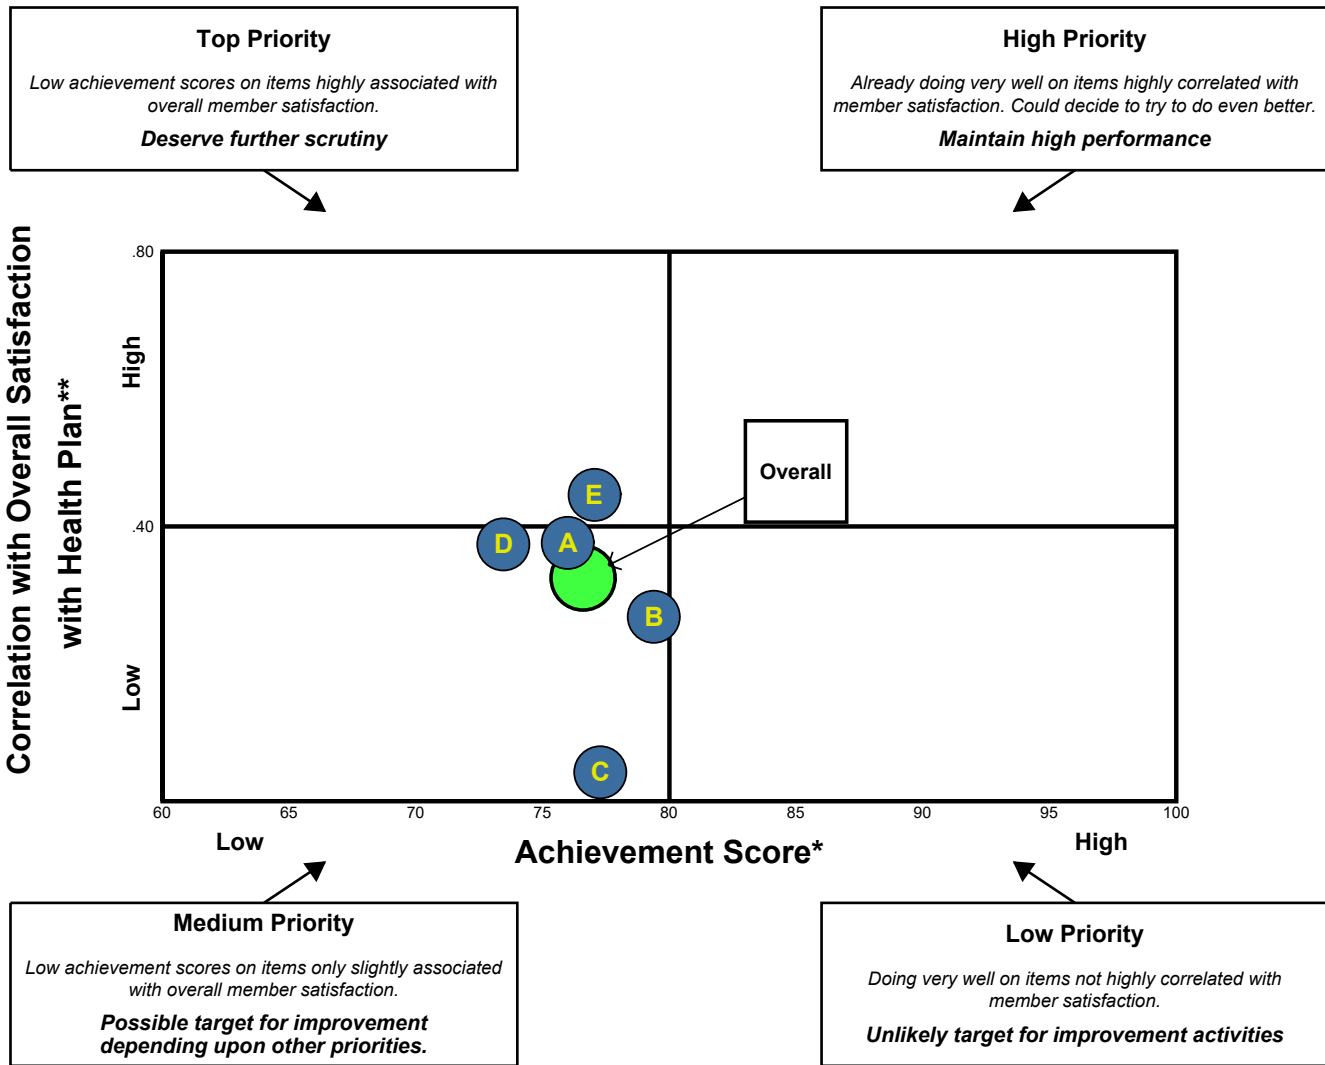 Top Priority
Low achievement scores on items highly associated with
overall member satisfaction.
Deserve further scrutiny
High Priority
Already doing very well on items highly correlated with
member satisfaction. Could decide to try to do even better.
Maintain high performance
Correlation with Overall Satisfaction
with Health Plan**
.80
High
.40
Low
Overall
E
D
A
B
C
60
65
70
75
80
85
90
95
100
Low
Achievement Score*
High
Medium Priority
Low achievement scores on items only slightly associated
with overall member satisfaction.
Possible target for improvement
depending upon other priorities.
Low Priority
Doing very well on items not highly correlated with
member satisfaction.
Unlikely target for improvement activities